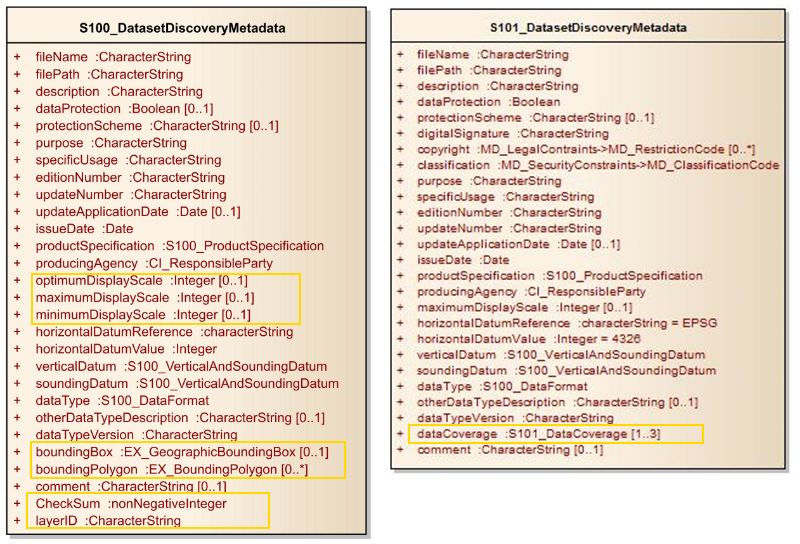 S100_DatasetDiscoveryMetadata
+ fileName :CharacterString
+ filePath :CharacterString
+ description :CharacterString
+ dataProtection :Boolean [0..1]
+ protectionScheme :CharacterString [0..1]
+ purpose :CharacterString
+ specificUsage :CharacterString
+ editionNumber :CharacterString
+ updateNumber :CharacterString
+ updateApplicationDate :Date [0..1]
+ issueDate :Date
+ productSpecification :S100_ProductSpecification
+ producingAgency :CI_ResponsibleParty
+ optimumDisplayScale :Integer [0..1]
+ maximumDisplayScale :Integer [0..1]
+ minimumDisplayScale :Integer [0..1]
+ horizontalDatumReference :characterString
+ horizontalDatumValue :Integer
+ verticalDatum :S100_VerticalAndSoundingDatum
+ soundingDatum :S100_VerticalAndSoundingDatum
+ dataType :S100_DataFormat
+ otherDataTypeDescription :CharacterString [0..1]
+ dataTypeVersion :CharacterString
+ boundingBox :EX_GeographicBoundingBox [0..1]
+ boundingPolygon :EX_BoundingPolygon [0..*]
+ comment :CharacterString [0..1]
+ CheckSum :nonNegativeInteger
+ layerID :CharacterString
S101_DatasetDiscoveryMetadata
+ fileName :CharacterString
+ filePath :CharacterString
+ description :CharacterString
+ dataProtection :Boolean
+ protectionScheme :CharacterString [0..1]
+ digitalSignature :CharacterString
+ copyright :MD_LegalContraints->MD_RestrictionCode [0..*]
+ classification :MD_SecurityConstraints->MD_ClassificationCode
+ purpose :CharacterString
+ specificUsage :CharacterString
+ editionNumber :CharacterString
+ updateNumber :CharacterString
+ updateApplicationDate :Date [0..1]
+ issueDate :Date
+ productSpecification :S100_ProductSpecification
+ producingAgency :CI_ResponsibleParty
+ maximumDisplayScale :Integer [0..1]
+ horizontalDatumReference :characterString = EPSG
+ horizontalDatumValue :Integer = 4326
+ verticalDatum :S100_VerticalAndSoundingDatum
+ soundingDatum :S100_VerticalAndSoundingDatum
+ dataType :S100_DataFormat
+ otherDataTypeDescription :CharacterString [0..1]
+ dataTypeVersion :CharacterString
+ dataCoverage :S101_DataCoverage [1..3]
+ comment :CharacterString [0..1]